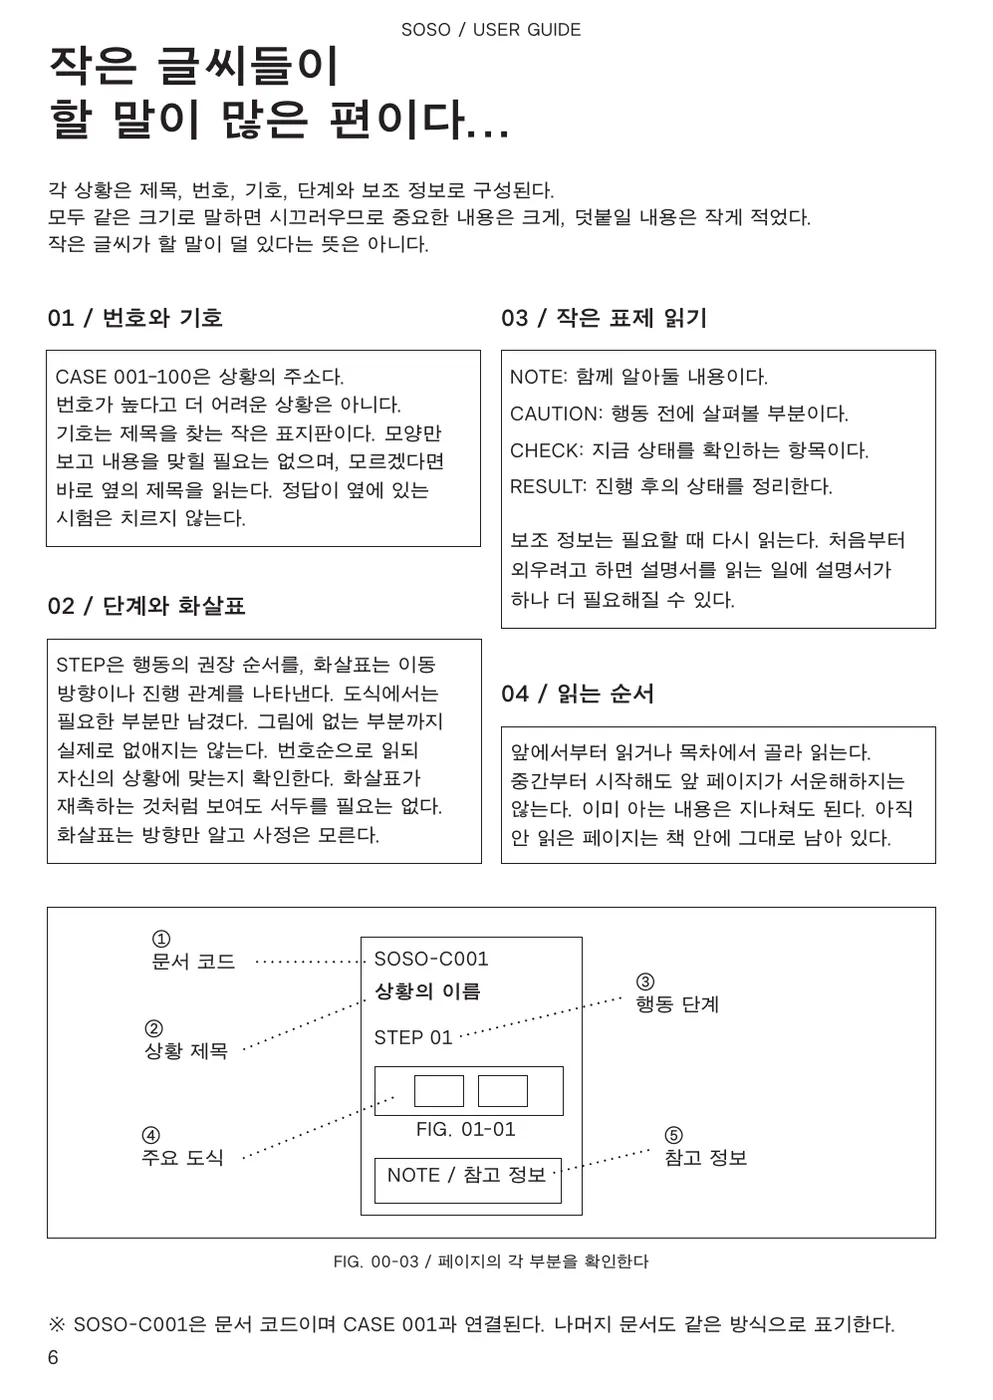 SOSO / USER GUIDE
작은 글씨들이
할 말이 많은 편이다...
각 상황은 제목, 번호, 기호, 단계와 보조 정보로 구성된다.
모두 같은 크기로 말하면 시끄러우므로 중요한 내용은 크게, 덧붙일 내용은 작게 적었다.
작은 글씨가 할 말이 덜 있다는 뜻은 아니다.
01 / 번호와 기호
CASE 001-100은 상황의 주소다.
번호가 높다고 더 어려운 상황은 아니다.
기호는 제목을 찾는 작은 표지판이다. 모양만
보고 내용을 맞힐 필요는 없으며, 모르겠다면
바로 옆의 제목을 읽는다. 정답이 옆에 있는
시험은 치르지 않는다.
02 / 단계와 화살표
STEP은 행동의 권장 순서를, 화살표는 이동
방향이나 진행 관계를 나타낸다. 도식에서는
필요한 부분만 남겼다. 그림에 없는 부분까지
실제로 없애지는 않는다. 번호순으로 읽되
자신의 상황에 맞는지 확인한다. 화살표가
재촉하는 것처럼 보여도 서두를 필요는 없다.
화살표는 방향만 알고 사정은 모른다.
03 / 작은 표제 읽기
NOTE: 함께 알아둘 내용이다.
CAUTION: 행동 전에 살펴볼 부분이다.
CHECK: 지금 상태를 확인하는 항목이다.
RESULT: 진행 후의 상태를 정리한다.
보조 정보는 필요할 때 다시 읽는다. 처음부터
외우려고 하면 설명서를 읽는 일에 설명서가
하나 더 필요해질 수 있다.
04 / 읽는 순서
앞에서부터 읽거나 목차에서 골라 읽는다.
중간부터 시작해도 앞 페이지가 서운해하지는
않는다. 이미 아는 내용은 지나쳐도 된다. 아직
안 읽은 페이지는 책 안에 그대로 남아 있다.
①
문서 코드
SOSO-C001
상황의 이름
②
상황 제목
③
행동 단계
STEP 01
FIG. 01-01
④
주요 도식
⑤
참고 정보
NOTE / 참고 정보
FIG. 00-03 / 페이지의 각 부분을 확인한다
※ SOSO-C001은 문서 코드이며 CASE 001과 연결된다. 나머지 문서도 같은 방식으로 표기한다.
6